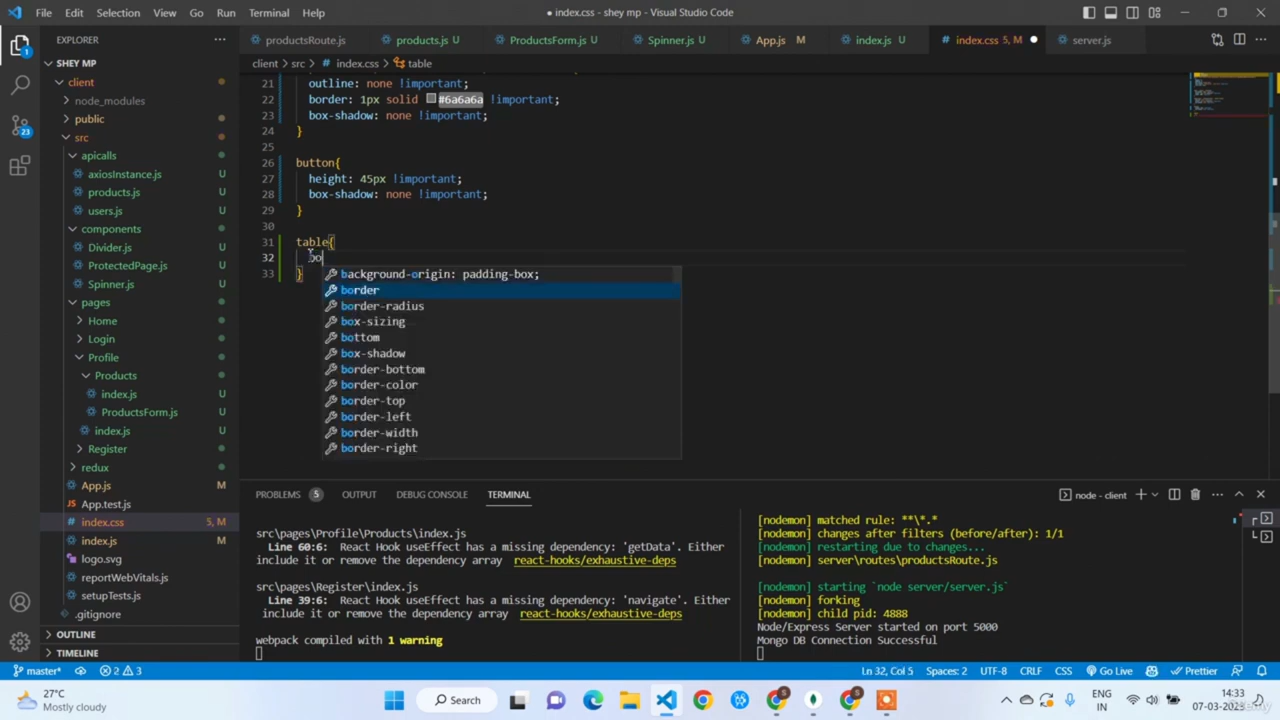 File Edit Selection View Go Run Terminal Help
● index.css - shey mp - Visual Studio Code
EXPLORER
productsRoute.js
products.js U
ProductsForm.js U
Spinner.js U
App.js M
index.js U
index.css 5, M
server.js
SHEY MP
client
node_modules
public
src
apicalls
axiosInstance.js U
products.js U
users.js U
components
Divider.js U
ProtectedPage.js U
Spinner.js U
pages
Home
Login
Profile
Products
index.js U
ProductsForm.js U
index.js U
Register
redux
App.js M
App.test.js
index.css 5, M
index.js M
logo.svg
reportWebVitals.js
setupTests.js
.gitignore
OUTLINE
TIMELINE
client > src > index.css > table
21 outline: none !important;
22 border: 1px solid #6a6a6a !important;
23 box-shadow: none !important;
24 }
25
26 button{
27 height: 45px !important;
28 box-shadow: none !important;
29 }
30
31 table{
32 bo
33 }
background-origin: padding-box;
border
border-radius
box-sizing
bottom
box-shadow
border-bottom
border-color
border-top
border-left
border-width
border-right
PROBLEMS 5 OUTPUT DEBUG CONSOLE TERMINAL
node - client
src\pages\Profile\Products\index.js
Line 60:6: React Hook useEffect has a missing dependency: 'getData'. Either
include it or remove the dependency array react-hooks/exhaustive-deps
src\pages\Register\index.js
Line 39:6: React Hook useEffect has a missing dependency: 'navigate'. Either
include it or remove the dependency array react-hooks/exhaustive-deps
webpack compiled with 1 warning
[nodemon] matched rule: **\*.*
[nodemon] changes after filters (before/after): 1/1
[nodemon] restarting due to changes...
[nodemon] server\routes\productsRoute.js
[nodemon] starting `node server/server.js`
[nodemon] forking
[nodemon] child pid: 4888
Node/Express Server started on port 5000
Mongo DB Connection Successful
master* 2 3
Ln 32, Col 5 Spaces: 2 UTF-8 CRLF CSS Go Live Prettier
27°C
Mostly cloudy
Search
ENG
IN
14:33
07-03-2023